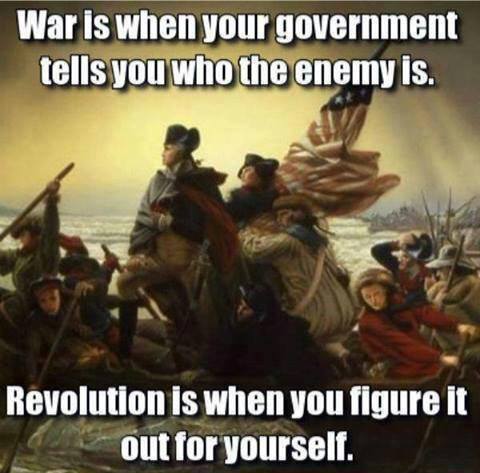 War is when your government
tells you who the enemy is.
Revolution is when you figure it
out for yourself.